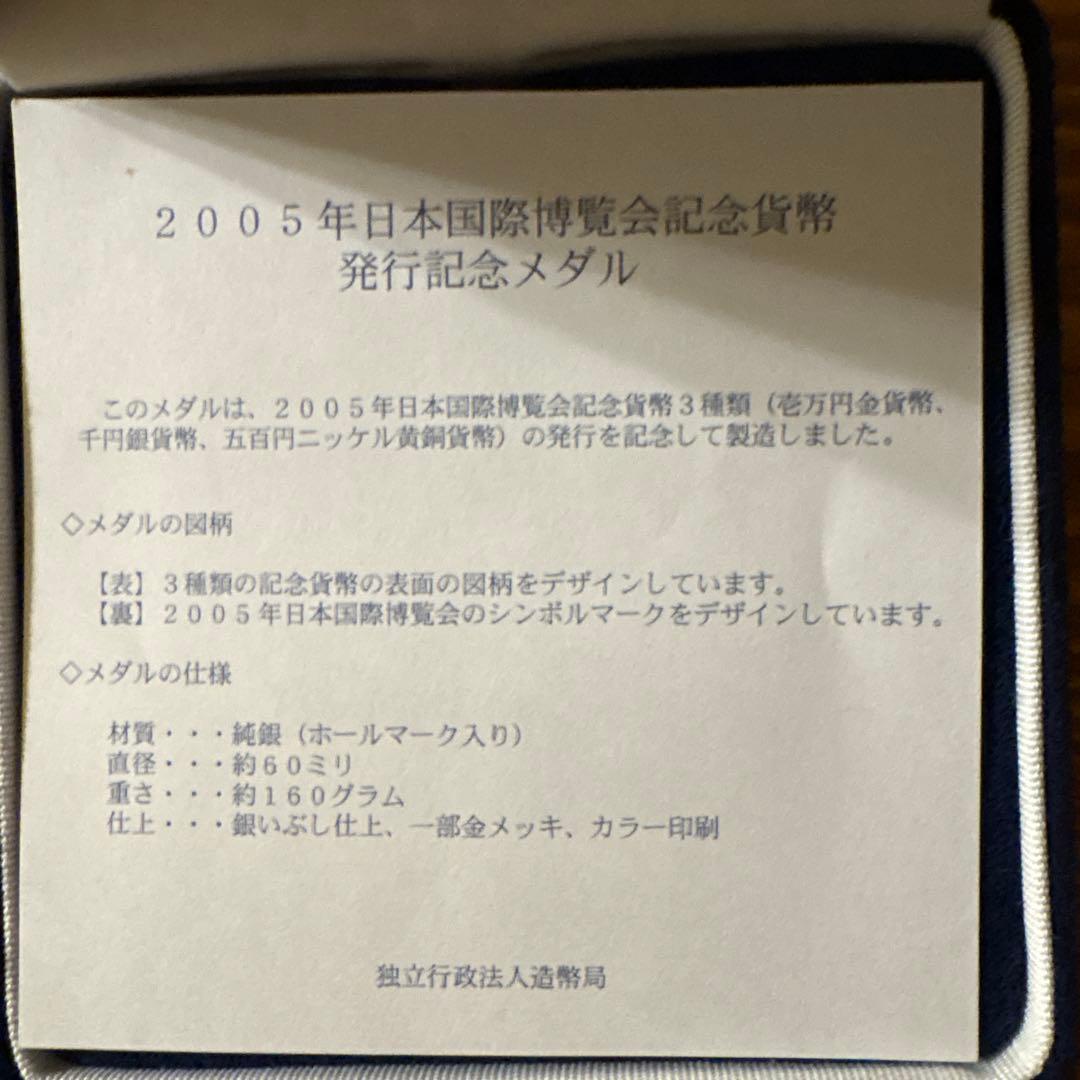 ２００５年日本国際博覧会記念貨幣
発行記念メダル
このメダルは、２００５年日本国際博覧会記念貨幣３種類（壱万円金貨幣、
千円銀貨幣、五百円ニッケル黄銅貨幣）の発行を記念して製造しました。
◇メダルの図柄
【表】３種類の記念貨幣の表面の図柄をデザインしています。
【裏】２００５年日本国際博覧会のシンボルマークをデザインしています。
◇メダルの仕様
材質・・・純銀（ホールマーク入り）
直径・・・約６０ミリ
重さ・・・約１６０グラム
仕上・・・銀いぶし仕上、一部金メッキ、カラー印刷
独立行政法人造幣局